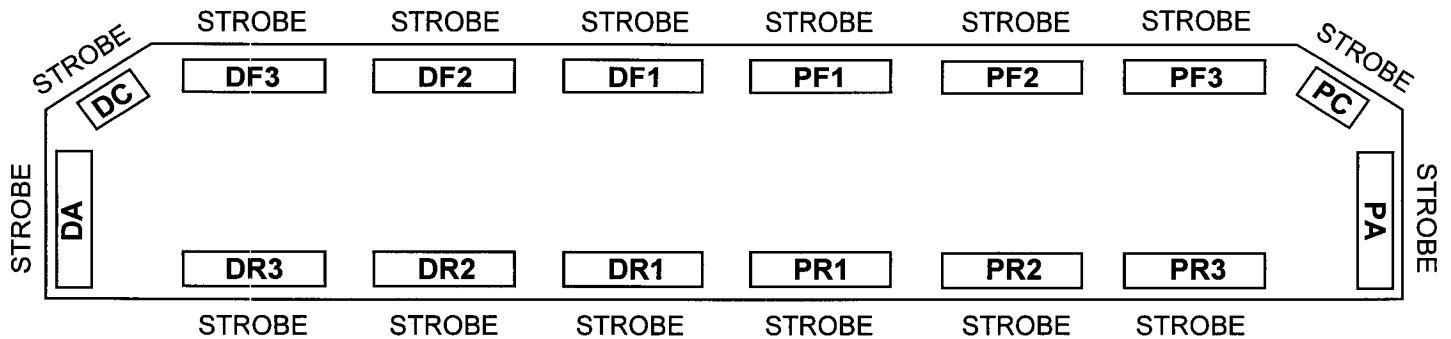 STROBE STROBE STROBE STROBE STROBE STROBE STROBE STROBE
DC DF3 DF2 DF1 PF1 PF2 PF3 PC
STROBE DA PA STROBE
DR3 DR2 DR1 PR1 PR2 PR3
STROBE STROBE STROBE STROBE STROBE STROBE